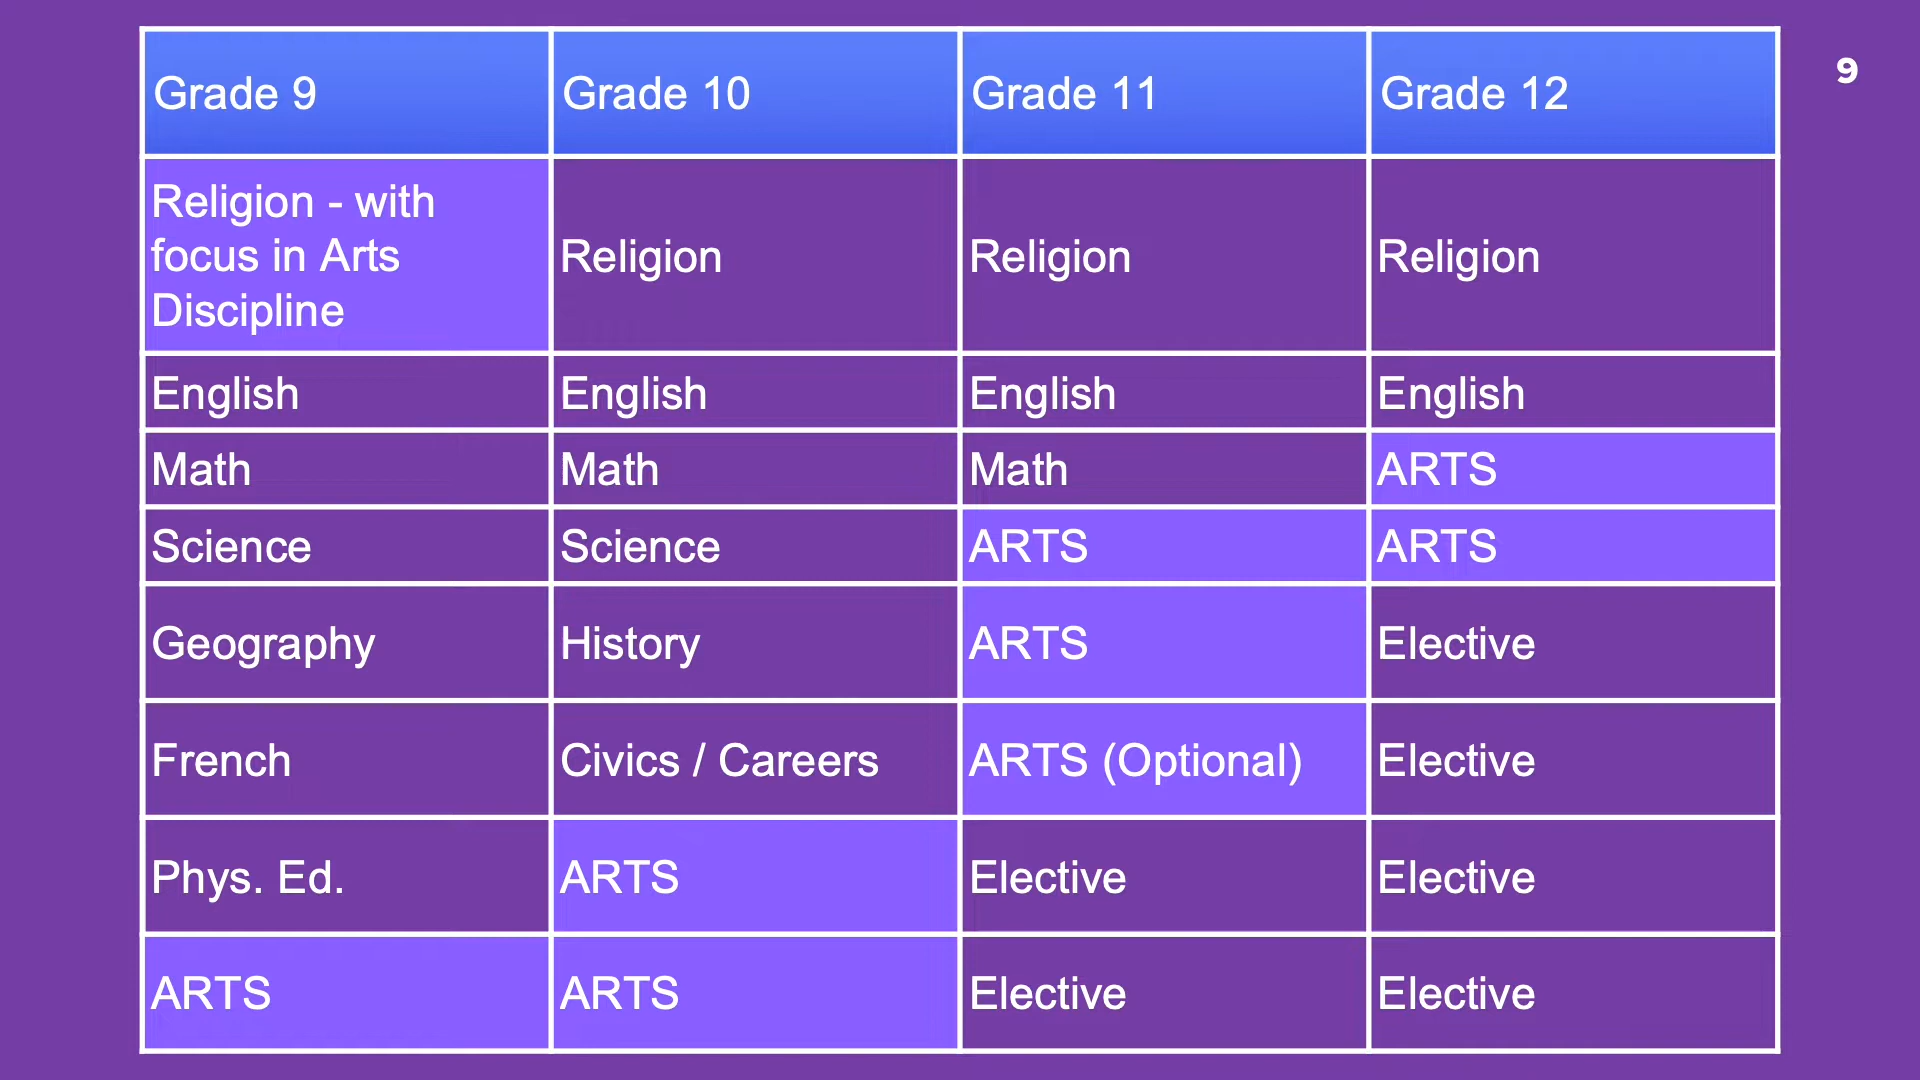 9
Grade 9
Grade 10
Grade 11
Grade 12
Religion - with
focus in Arts
Discipline
Religion
Religion
Religion
English
English
English
English
Math
Math
Math
ARTS
Science
Science
ARTS
ARTS
Geography
History
ARTS
Elective
French
Civics / Careers
ARTS (Optional)
Elective
Phys. Ed.
ARTS
Elective
Elective
ARTS
ARTS
Elective
Elective